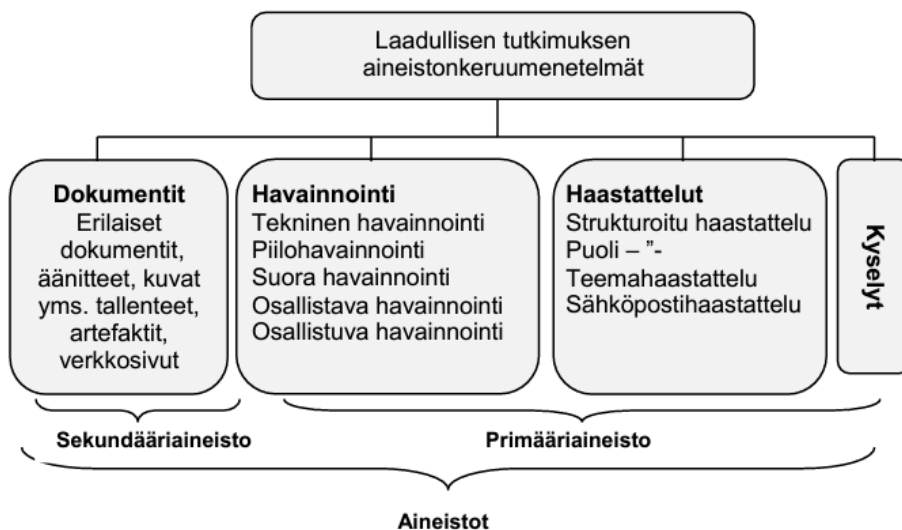 Laadullisen tutkimuksen
aineistonkeruumenetelmät
Dokumentit
Erilaiset
dokumentit,
äänitteet, kuvat
yms. tallenteet,
artefaktit,
verkkosivut
Havainnointi
Tekninen havainnointi
Piilohavainnointi
Suora havainnointi
Osallistava havainnointi
Osallistuva havainnointi
Haastattelut
Strukturoitu haastattelu
Puoli – ”-
Teemahaastattelu
Sähköpostihaastattelu
Kyselyt
Sekundääriaineisto
Primääriaineisto
Aineistot